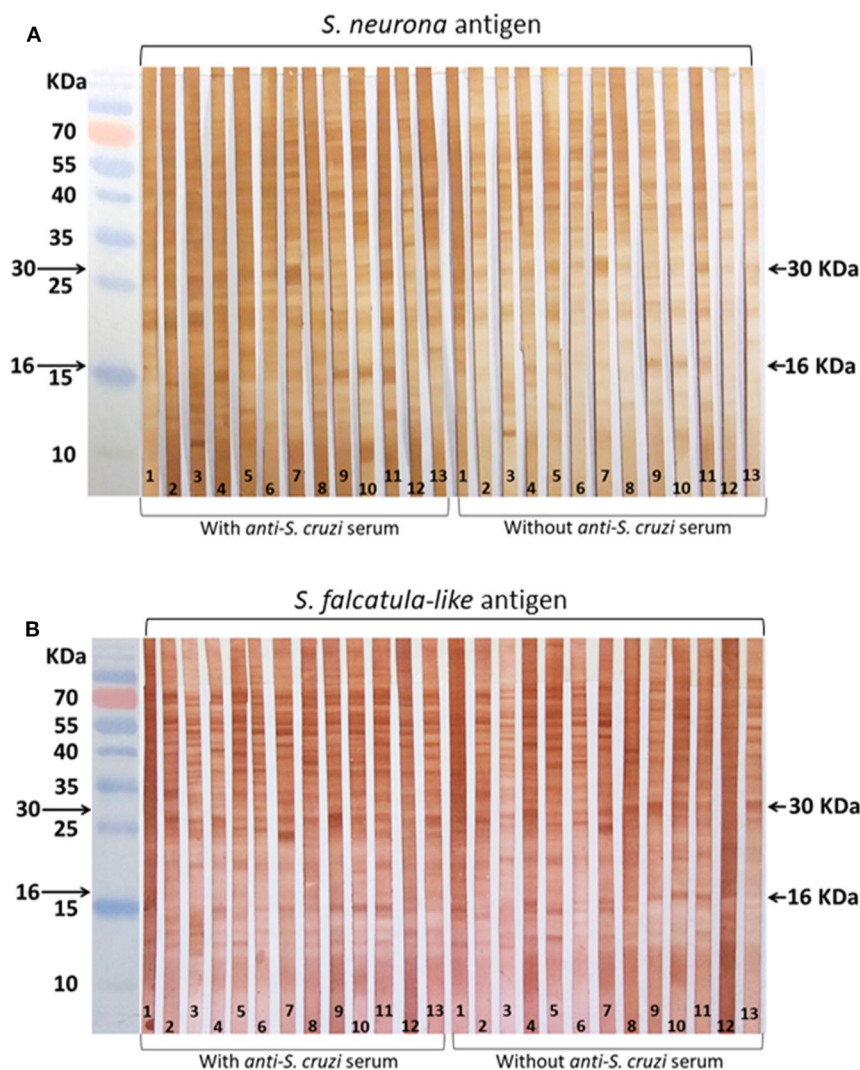 A
S. neurona antigen
KDa
70
55
40
35
30
25
16
15
10
30 KDa
16 KDa
1 2 3 4 5 6 7 8 9 10 11 12 13 1 2 3 4 5 6 7 8 9 10 11 12 13
With anti-S. cruzi serum
Without anti-S. cruzi serum
B
S. falcatula-like antigen
KDa
70
55
40
35
30
25
16
15
10
30 KDa
16 KDa
1 2 3 4 5 6 7 8 9 10 11 12 13 1 2 3 4 5 6 7 8 9 10 11 12 13
With anti-S. cruzi serum
Without anti-S. cruzi serum